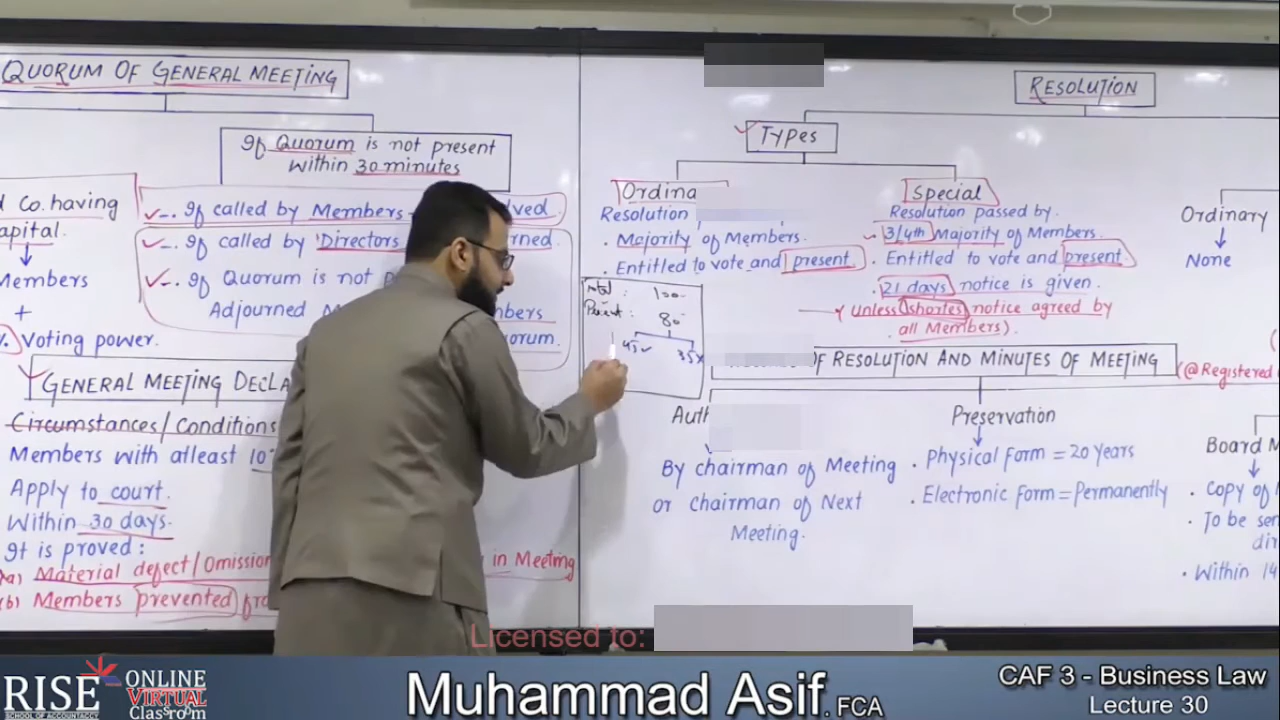 QUORUM OF GENERAL MEETING
If Quorum is not present
within 30 minutes
Co. having
Members
+
Voting power.
-. If called by Members
-. If called by Directors
-. If Quorum is not
Adjourned
GENERAL MEETING
Circumstances/Conditions
Members with atleast
Apply to court.
Within 30 days.
It is proved:
(a) Material defect/Omission
in Meeting
(b) Members prevented
RESOLUTION
Types
Resolution
. Majority of Members.
. Entitled to vote and present
Total : 100
Present : 80
45 ✓ 35 x
Special
Resolution passed by.
- 3/4th Majority of Members.
. Entitled to vote and present
. 21 days notice is given.
(Unless shortes notice agreed by
all Members).
Ordinary
None
OF RESOLUTION AND MINUTES OF MEETING
(@Registered
By chairman of Meeting
or Chairman of Next
Meeting.
Preservation
. Physical Form = 20 years
. Electronic Form = Permanently
Board
. Copy of
. To be
. Within 14
Licensed to:
RISE
SCHOOL OF ACCOUNTANCY
ONLINE
VIRTUAL
Classroom
Muhammad Asif. FCA
CAF 3 - Business Law
Lecture 30